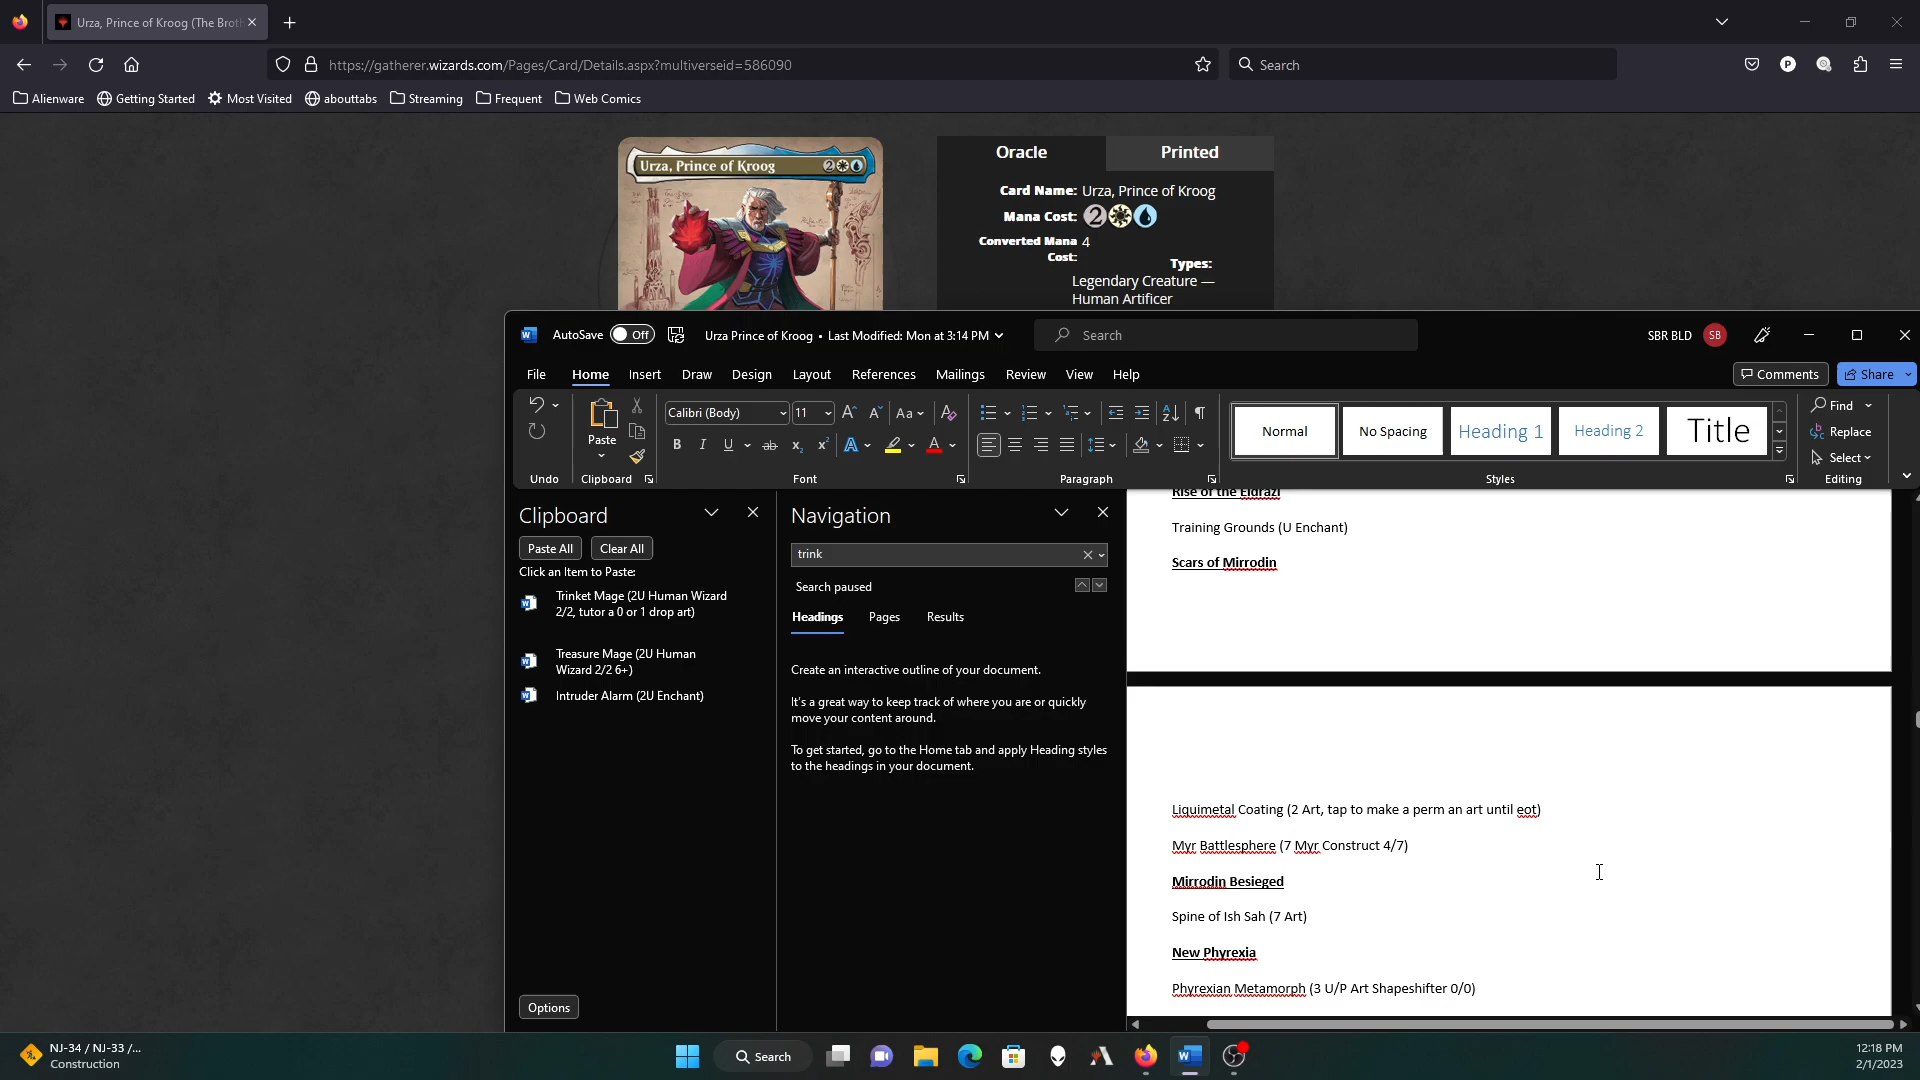 Urza, Prince of Kroog (The Brot
https://gatherer.wizards.com/Pages/Card/Details.aspx?multiverseid=586090
Search
P
Alienware
Getting Started
Most Visited
abouttabs
Streaming
Frequent
Web Comics
Urza, Prince of Kroog
2
Oracle
Printed
Card Name: Urza, Prince of Kroog
Mana Cost: 2
Converted Mana Cost: 4
Types:
Legendary Creature —
Human Artificer
AutoSave Off
Urza Prince of Kroog • Last Modified: Mon at 3:14 PM
Search
SBR BLD
SB
File
Home
Insert
Draw
Design
Layout
References
Mailings
Review
View
Help
Comments
Share
Paste
Calibri (Body)
11
Normal
No Spacing
Heading 1
Heading 2
Title
Find
Replace
Select
Undo
Clipboard
Font
Paragraph
Styles
Editing
Clipboard
Paste All
Clear All
Click an Item to Paste:
Trinket Mage (2U Human Wizard
2/2, tutor a 0 or 1 drop art)
Treasure Mage (2U Human
Wizard 2/2 6+)
Intruder Alarm (2U Enchant)
Options
Navigation
trink
Search paused
Headings
Pages
Results
Create an interactive outline of your document.
It's a great way to keep track of where you are or quickly
move your content around.
To get started, go to the Home tab and apply Heading styles
to the headings in your document.
Rise of the Eldrazi
Training Grounds (U Enchant)
Scars of Mirrodin
Liquimetal Coating (2 Art, tap to make a perm an art until eot)
Myr Battlesphere (7 Myr Construct 4/7)
Mirrodin Besieged
Spine of Ish Sah (7 Art)
New Phyrexia
Phyrexian Metamorph (3 U/P Art Shapeshifter 0/0)
NJ-34 / NJ-33 /...
Construction
Search
12:18 PM
2/1/2023